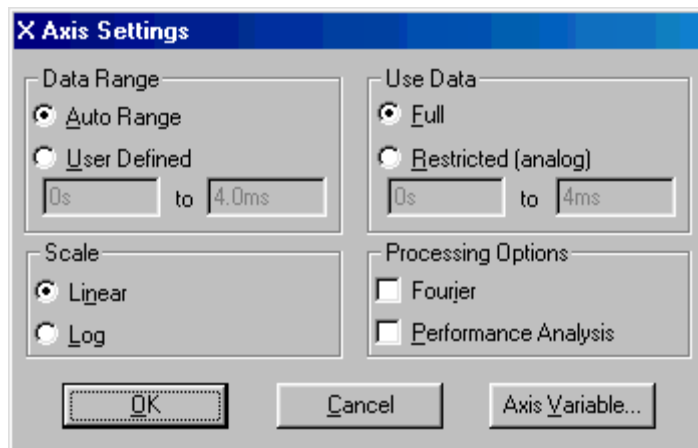 X Axis Settings
Data Range
Auto Range
User Defined
0s to 4.0ms
Use Data
Full
Restricted (analog)
0s to 4ms
Scale
Linear
Log
Processing Options
Fourier
Performance Analysis
OK
Cancel
Axis Variable...